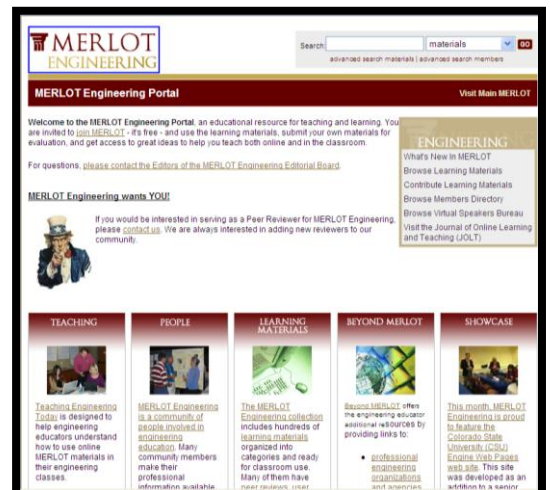 MERLOT
ENGINEERING
Search: materials GO
advanced search materials | advanced search members
MERLOT Engineering Portal
Visit Main MERLOT
Welcome to the MERLOT Engineering Portal, an educational resource for teaching and learning. You
are invited to join MERLOT - it's free - and use the learning materials, submit your own materials for
evaluation, and get access to great ideas to help you teach both online and in the classroom.
For questions, please contact the Editors of the MERLOT Engineering Editorial Board.
ENGINEERING
What's New In MERLOT
Browse Learning Materials
Contribute Learning Materials
Browse Members Directory
Browse Virtual Speakers Bureau
Visit the Journal of Online Learning
and Teaching (JOLT)
MERLOT Engineering wants YOU!
If you would be interested in serving as a Peer Reviewer for MERLOT Engineering,
please contact us. We are always interested in adding new reviewers to our
community.
TEACHING
Teaching Engineering
Today is designed to
help engineering
educators understand
how to use online
MERLOT materials in
their engineering
classes.
PEOPLE
MERLOT Engineering
is a community of
people involved in
engineering
education. Many
community members
make their
professional
information available
LEARNING
MATERIALS
The MERLOT
Engineering collection
includes hundreds of
learning materials
organized into
categories and ready
for classroom use.
Many of them have
peer reviews, user
BEYOND MERLOT
Beyond MERLOT offers
the engineering educator
additional resources by
providing links to:
• professional
engineering
organizations
and agencies
SHOWCASE
This month, MERLOT
Engineering is proud
to feature the
Colorado State
University (CSU)
Engine Web Pages
web site. This site
was developed as an
addition to a senior